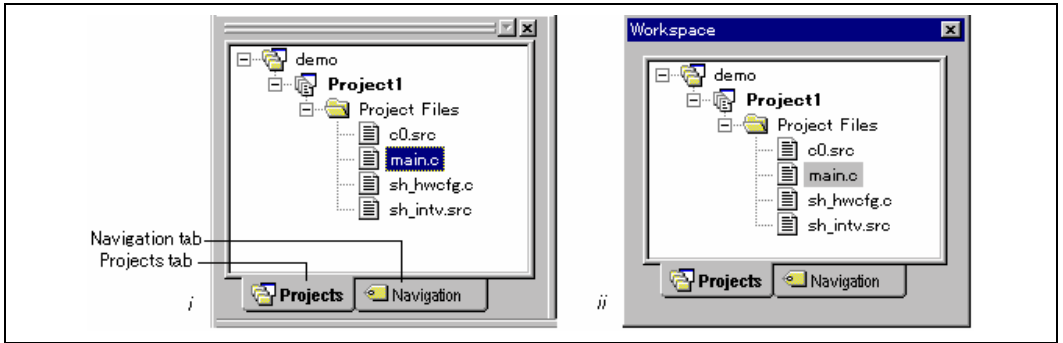 demo
Project1
Project Files
c0.src
main.c
sh_hwcfg.c
sh_intv.src
Navigation tab
Projects tab
Projects
Navigation
i
Workspace
demo
Project1
Project Files
c0.src
main.c
sh_hwcfg.c
sh_intv.src
Projects
Navigation
ii